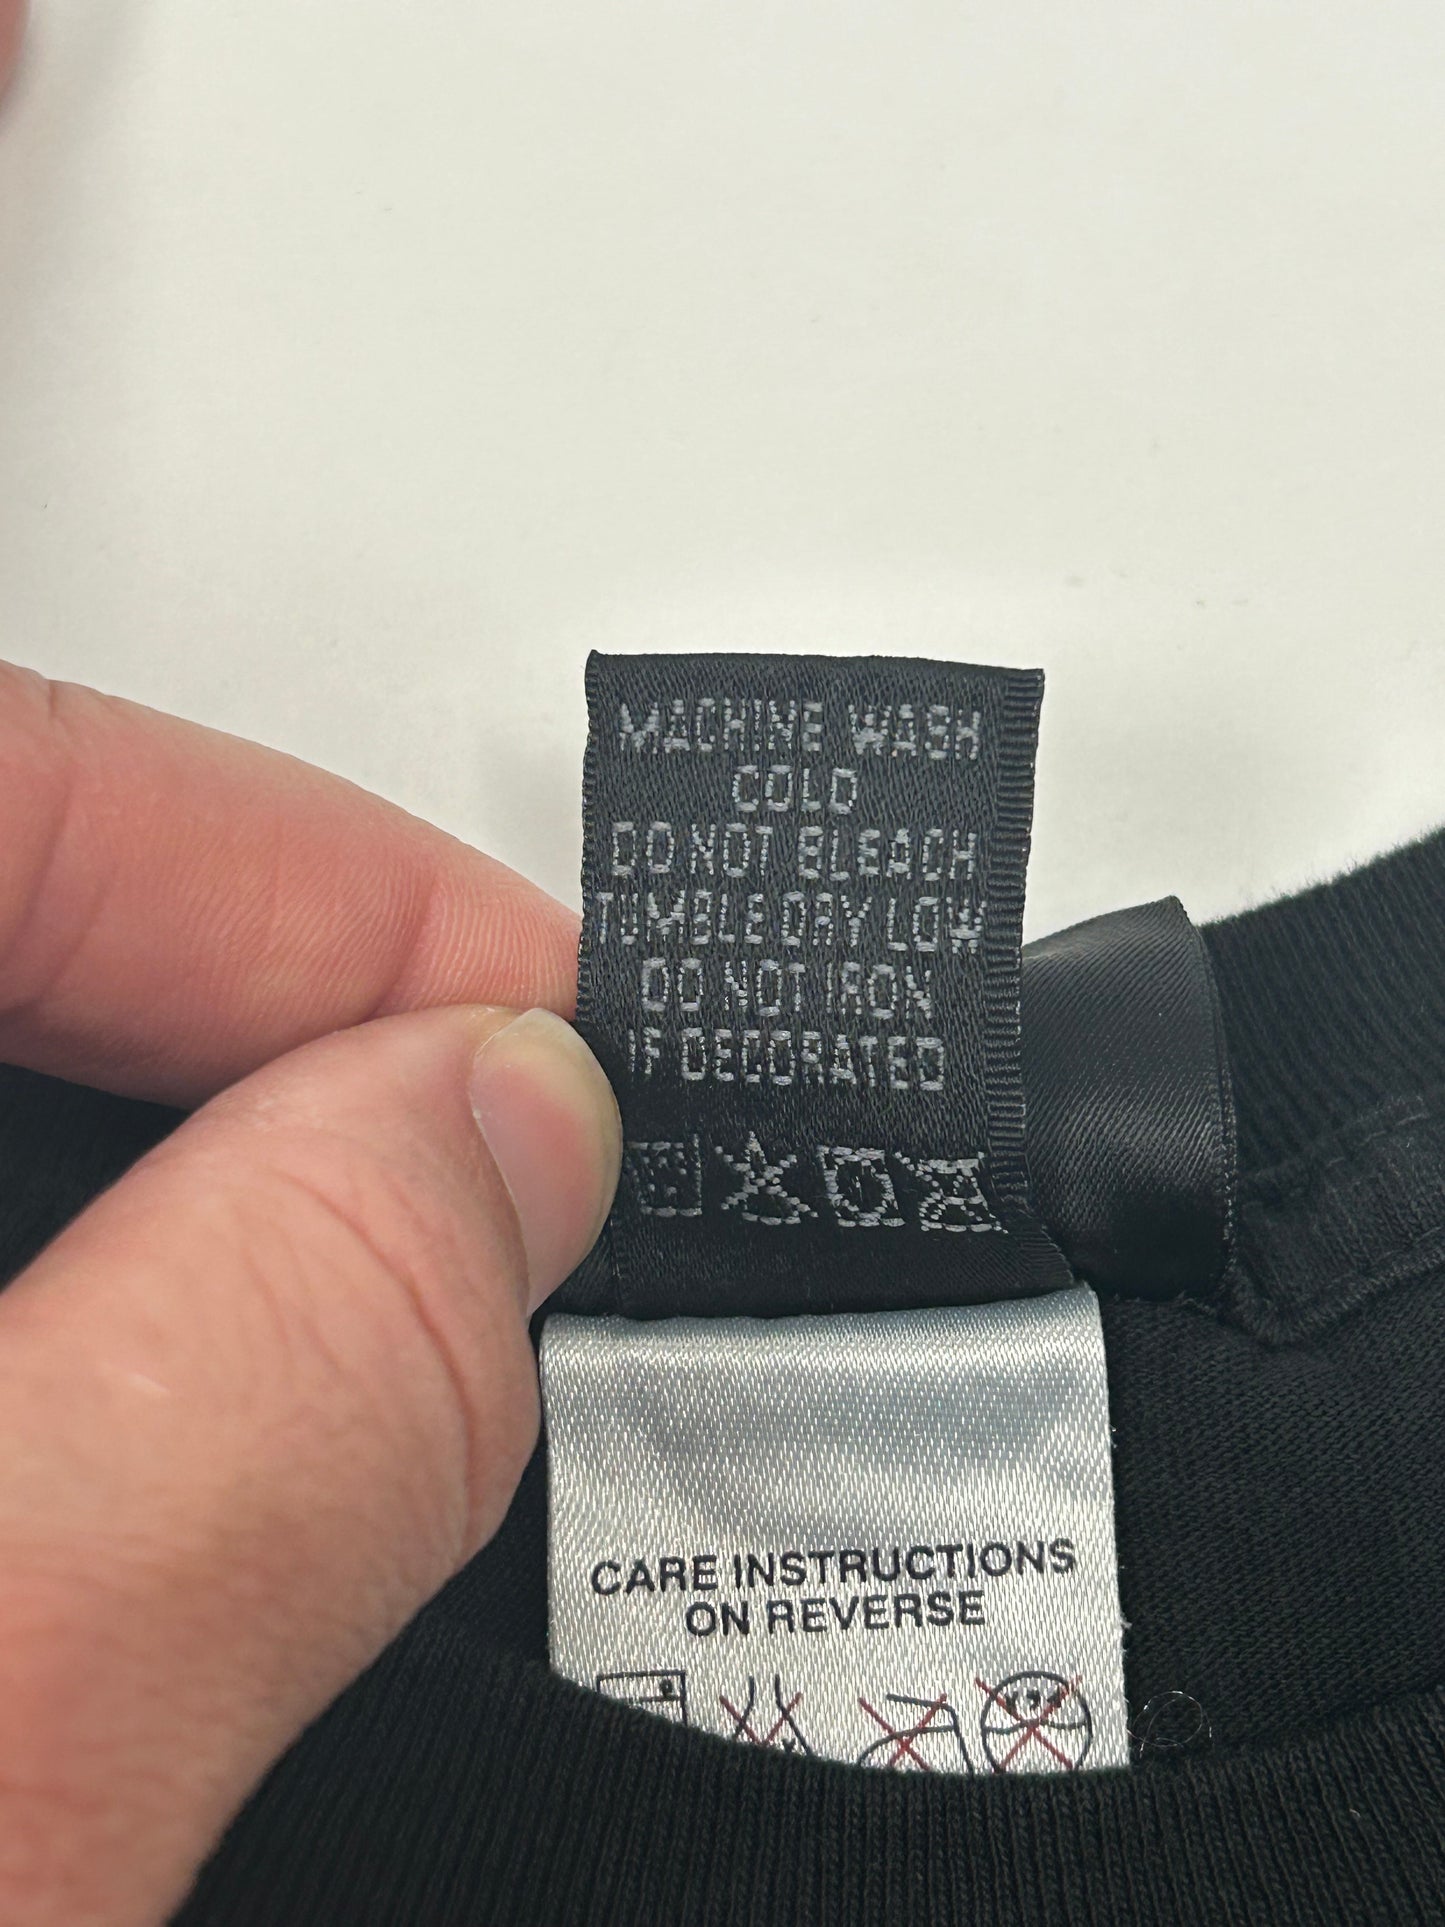 MACHINE WASH
COLD
DO NOT BLEACH
TUMBLE DRY LOW
DO NOT IRON
IF DECORATED
CARE INSTRUCTIONS
ON REVERSE